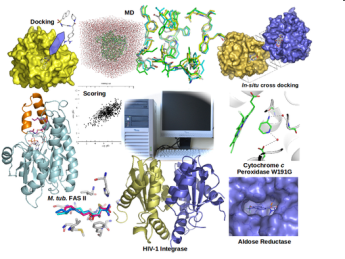 Docking
MD
In-situ cross docking
Scoring
Cytochrome c
Peroxidase W191G
M. tub. FAS II
HIV-1 Integrase
Aldose Reductase